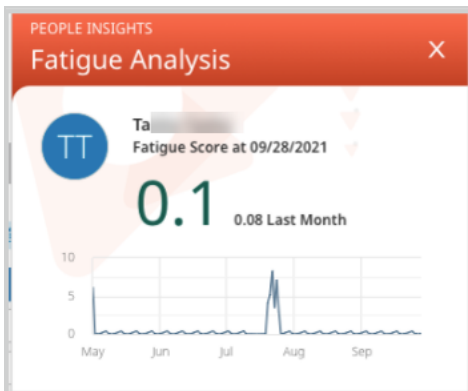 PEOPLE INSIGHTS
Fatigue Analysis
X
TT
Ta
Fatigue Score at 09/28/2021
0.1 0.08 Last Month
10
5
0
May Jun Jul Aug Sep